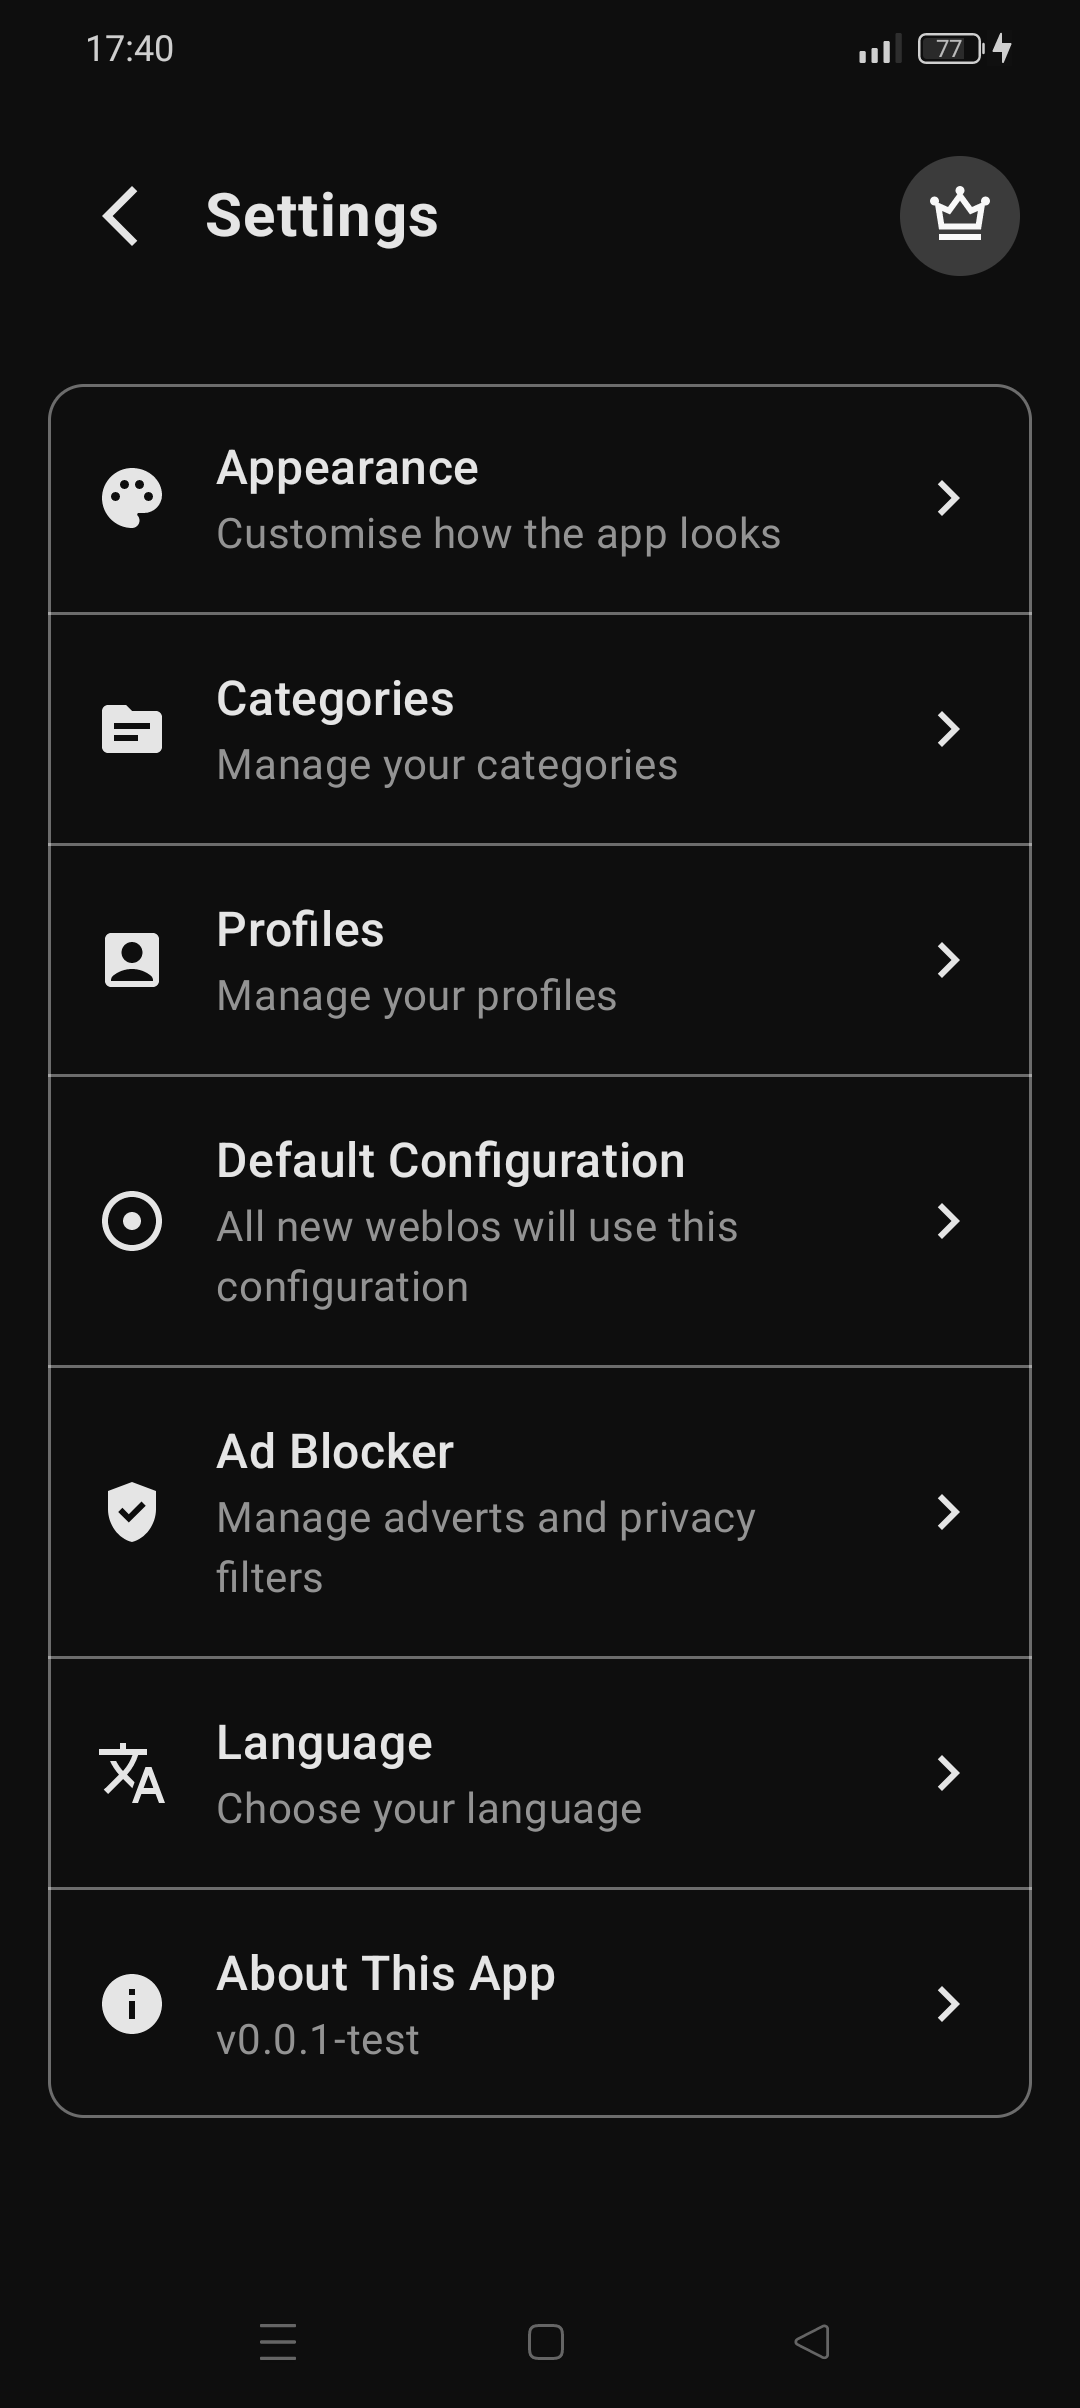 17:40
77
Settings
Appearance
Customise how the app looks
Categories
Manage your categories
Profiles
Manage your profiles
Default Configuration
All new weblos will use this
configuration
Ad Blocker
Manage adverts and privacy
filters
Language
Choose your language
About This App
v0.0.1-test